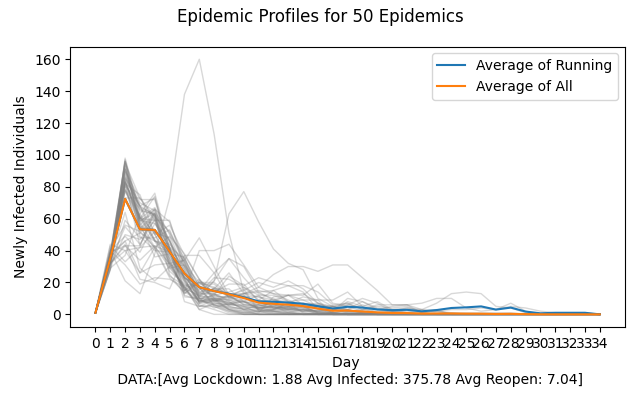 Epidemic Profiles for 50 Epidemics
Newly Infected Individuals
160
140
120
100
80
60
40
20
0
Average of Running
Average of All
0 1 2 3 4 5 6 7 8 9 10 11 12 13 14 15 16 17 18 19 20 21 22 23 24 25 26 27 28 29 30 31 32 33 34
Day
DATA:[Avg Lockdown: 1.88 Avg Infected: 375.78 Avg Reopen: 7.04]